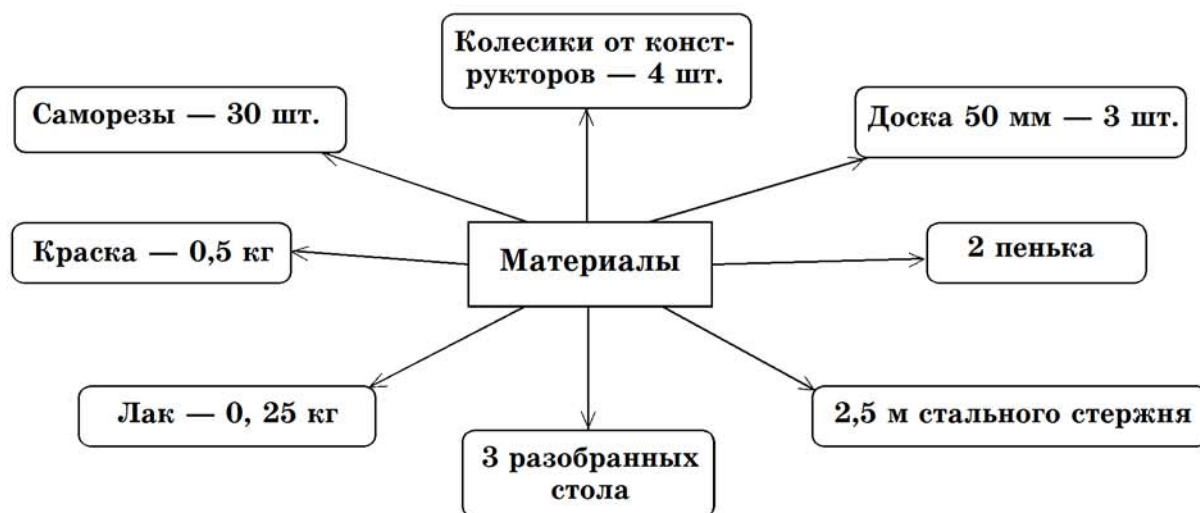 Колесики от конст-
рукторов — 4 шт.
Саморезы — 30 шт.
Доска 50 мм — 3 шт.
Краска — 0,5 кг
Материалы
2 пенька
Лак — 0, 25 кг
2,5 м стального стержня
3 разобранных
стола